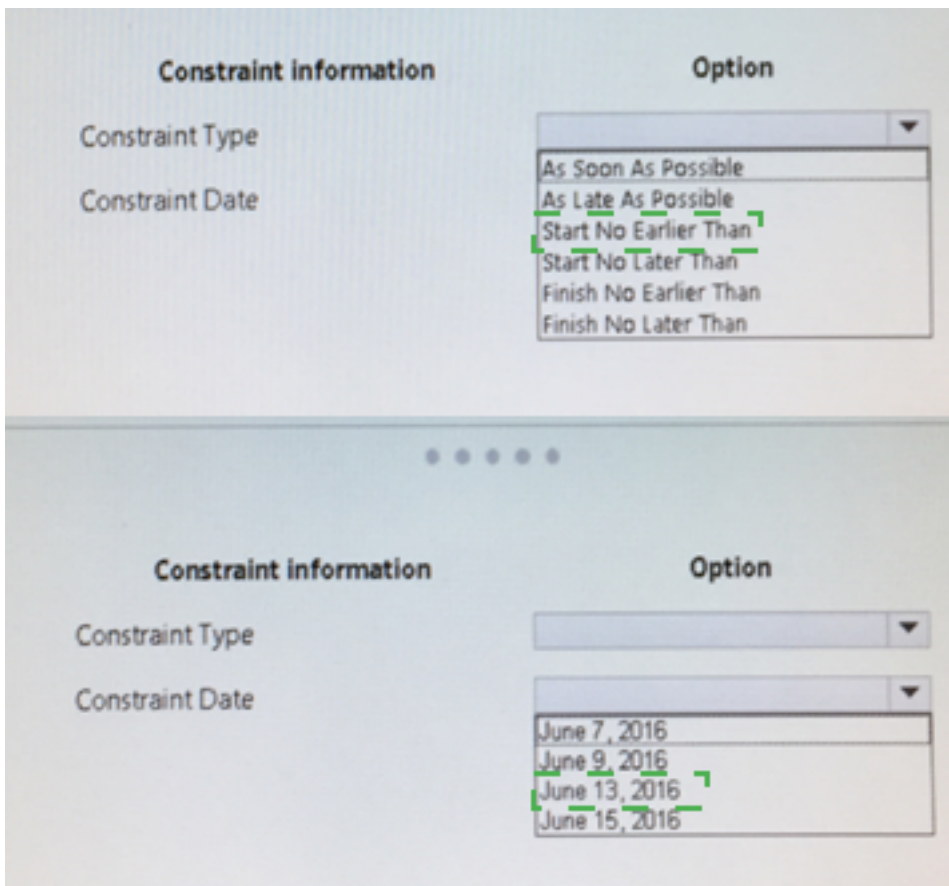 Constraint information Option
Constraint Type
As Soon As Possible
Constraint Date
As Late As Possible
Start No Earlier Than
Start No Later Than
Finish No Earlier Than
Finish No Later Than
Constraint information Option
Constraint Type
Constraint Date
June 7, 2016
June 9, 2016
June 13, 2016
June 15, 2016